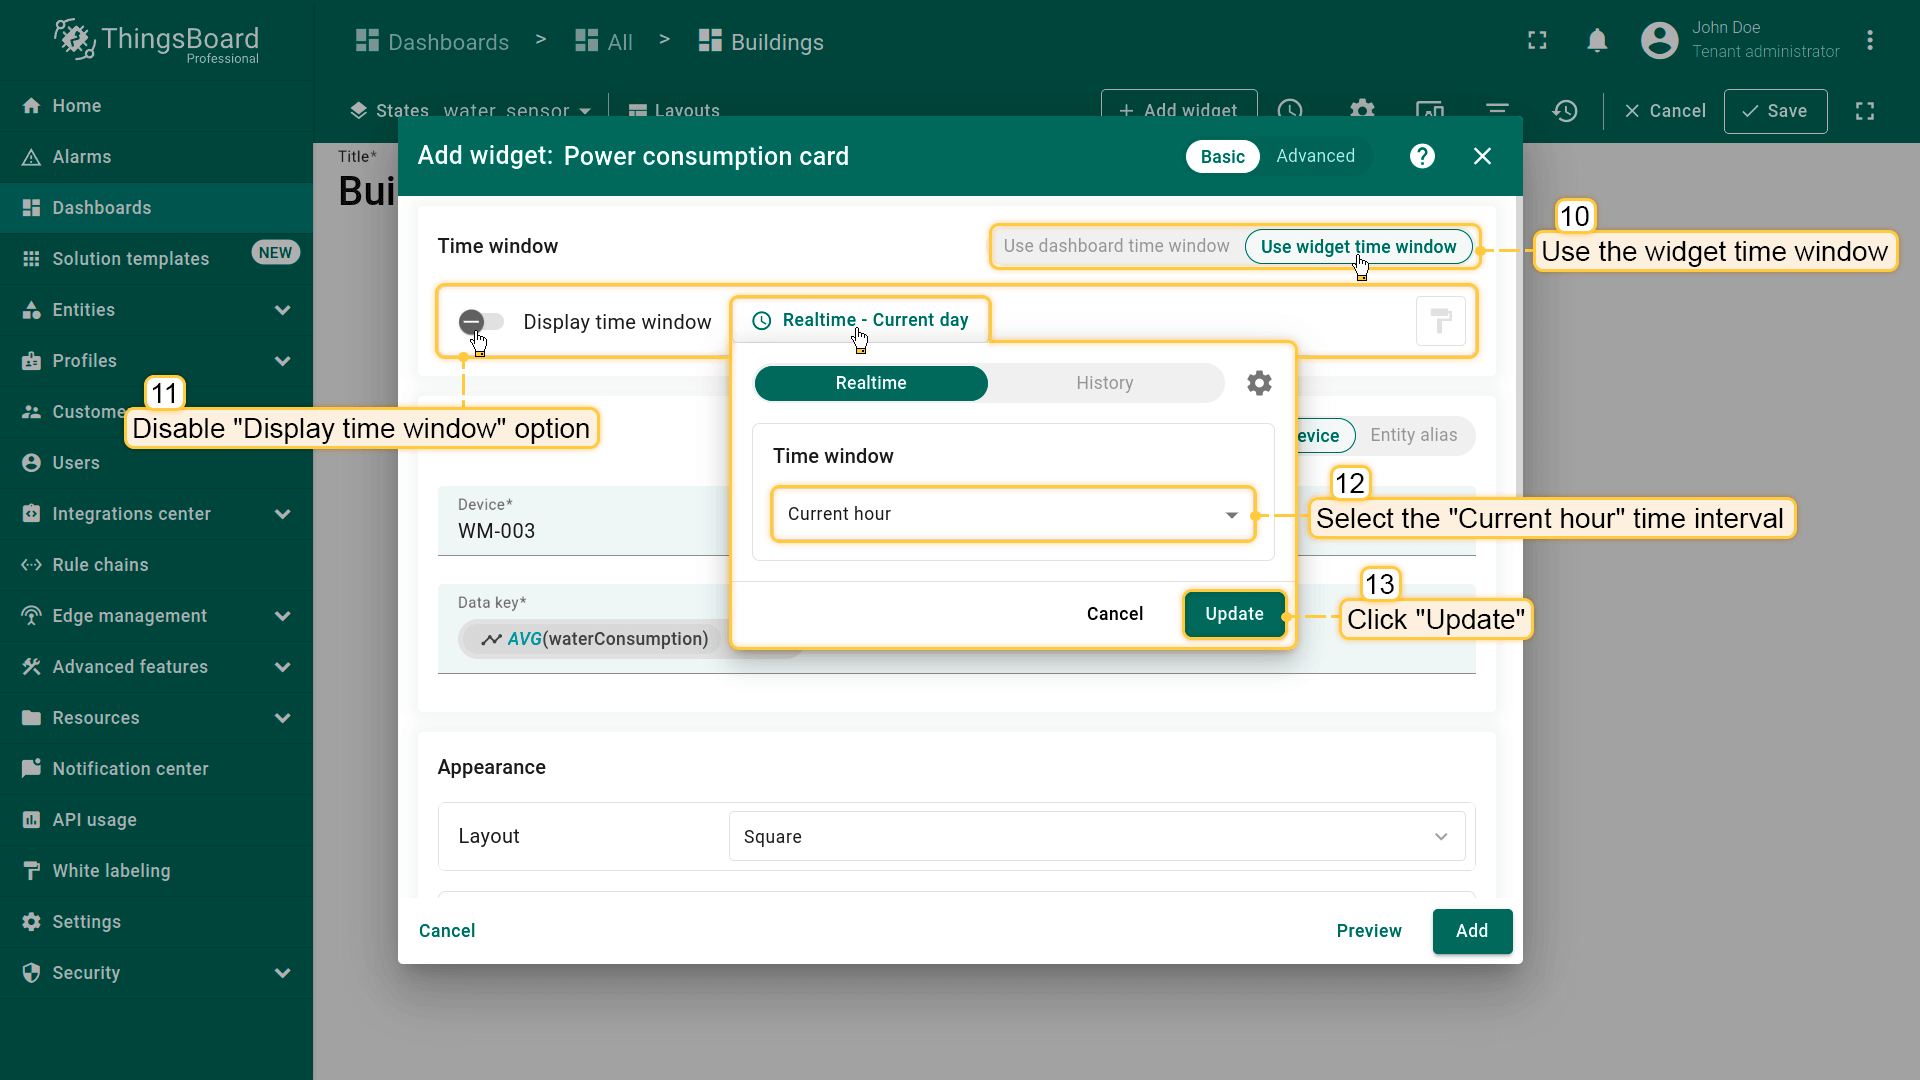 ThingsBoard
Professional
Dashboards > All > Buildings
John Doe
Tenant administrator
Home
Alarms
Dashboards
Solution templates NEW
Entities
Profiles
Custome
Users
Integrations center
Rule chains
Edge management
Advanced features
Resources
Notification center
API usage
White labeling
Settings
Security
States water_sensor Layouts + Add widget Cancel Save
Title*
Bui
Add widget: Power consumption card Basic Advanced
Time window Use dashboard time window Use widget time window
10
Use the widget time window
Display time window Realtime - Current day
11
Disable "Display time window" option
Realtime History
evice Entity alias
Time window
Current hour
12
Select the "Current hour" time interval
Device*
WM-003
Data key*
AVG(waterConsumption)
Cancel Update
13
Click "Update"
Appearance
Layout Square
Cancel Preview Add